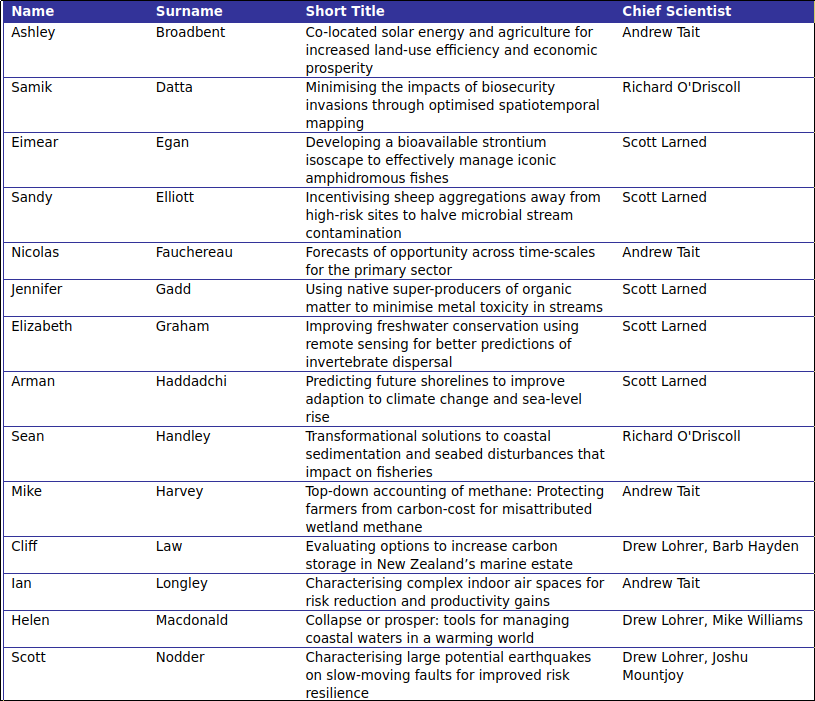 Name Surname Short Title Chief Scientist
Ashley Broadbent Co-located solar energy and agriculture for Andrew Tait
increased land-use efficiency and economic
prosperity
Samik Datta Minimising the impacts of biosecurity Richard O'Driscoll
invasions through optimised spatiotemporal
mapping
Eimear Egan Developing a bioavailable strontium Scott Larned
isoscape to effectively manage iconic
amphidromous fishes
Sandy Elliott Incentivising sheep aggregations away from Scott Larned
high-risk sites to halve microbial stream
contamination
Nicolas Fauchereau Forecasts of opportunity across time-scales Andrew Tait
for the primary sector
Jennifer Gadd Using native super-producers of organic Scott Larned
matter to minimise metal toxicity in streams
Elizabeth Graham Improving freshwater conservation using Scott Larned
remote sensing for better predictions of
invertebrate dispersal
Arman Haddadchi Predicting future shorelines to improve Scott Larned
adaption to climate change and sea-level
rise
Sean Handley Transformational solutions to coastal Richard O'Driscoll
sedimentation and seabed disturbances that
impact on fisheries
Mike Harvey Top-down accounting of methane: Protecting Andrew Tait
farmers from carbon-cost for misattributed
wetland methane
Cliff Law Evaluating options to increase carbon Drew Lohrer, Barb Hayden
storage in New Zealand’s marine estate
Ian Longley Characterising complex indoor air spaces for Andrew Tait
risk reduction and productivity gains
Helen Macdonald Collapse or prosper: tools for managing Drew Lohrer, Mike Williams
coastal waters in a warming world
Scott Nodder Characterising large potential earthquakes Drew Lohrer, Joshu
on slow-moving faults for improved risk Mountjoy
resilience